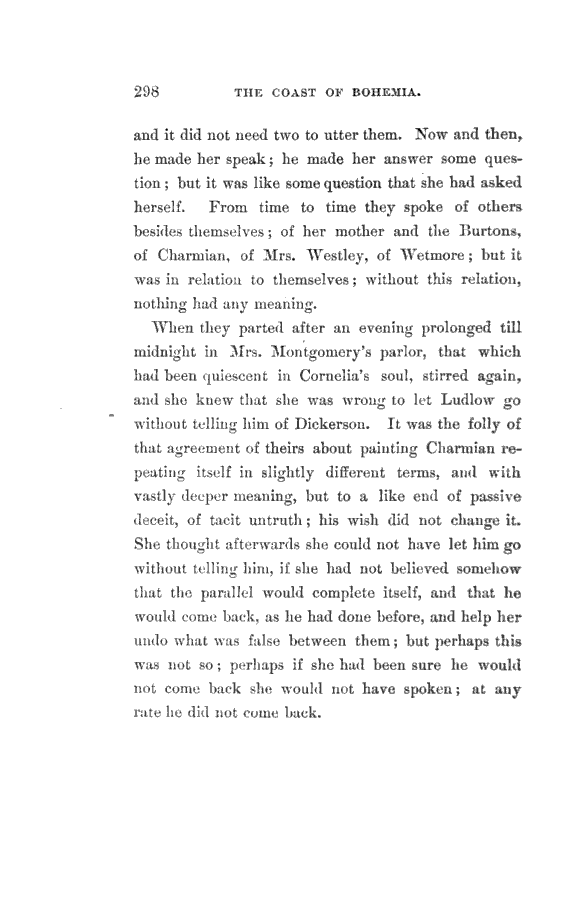 298 THE COAST OF BOHEMIA.
and it did not need two to utter them. Now and then,
he made her speak; he made her answer some ques-
tion; but it was like some question that she had asked
herself. From time to time they spoke of others
besides themselves; of her mother and the Burtons,
of Charmian, of Mrs. Westley, of Wetmore; but it
was in relation to themselves; without this relation,
nothing had any meaning.
When they parted after an evening prolonged till
midnight in Mrs. Montgomery's parlor, that which
had been quiescent in Cornelia's soul, stirred again,
and she knew that she was wrong to let Ludlow go
without telling him of Dickerson. It was the folly of
that agreement of theirs about painting Charmian re-
peating itself in slightly different terms, and with
vastly deeper meaning, but to a like end of passive
deceit, of tacit untruth; his wish did not change it.
She thought afterwards she could not have let him go
without telling him, if she had not believed somehow
that the parallel would complete itself, and that he
would come back, as he had done before, and help her
undo what was false between them; but perhaps this
was not so; perhaps if she had been sure he would
not come back she would not have spoken; at any
rate he did not come back.